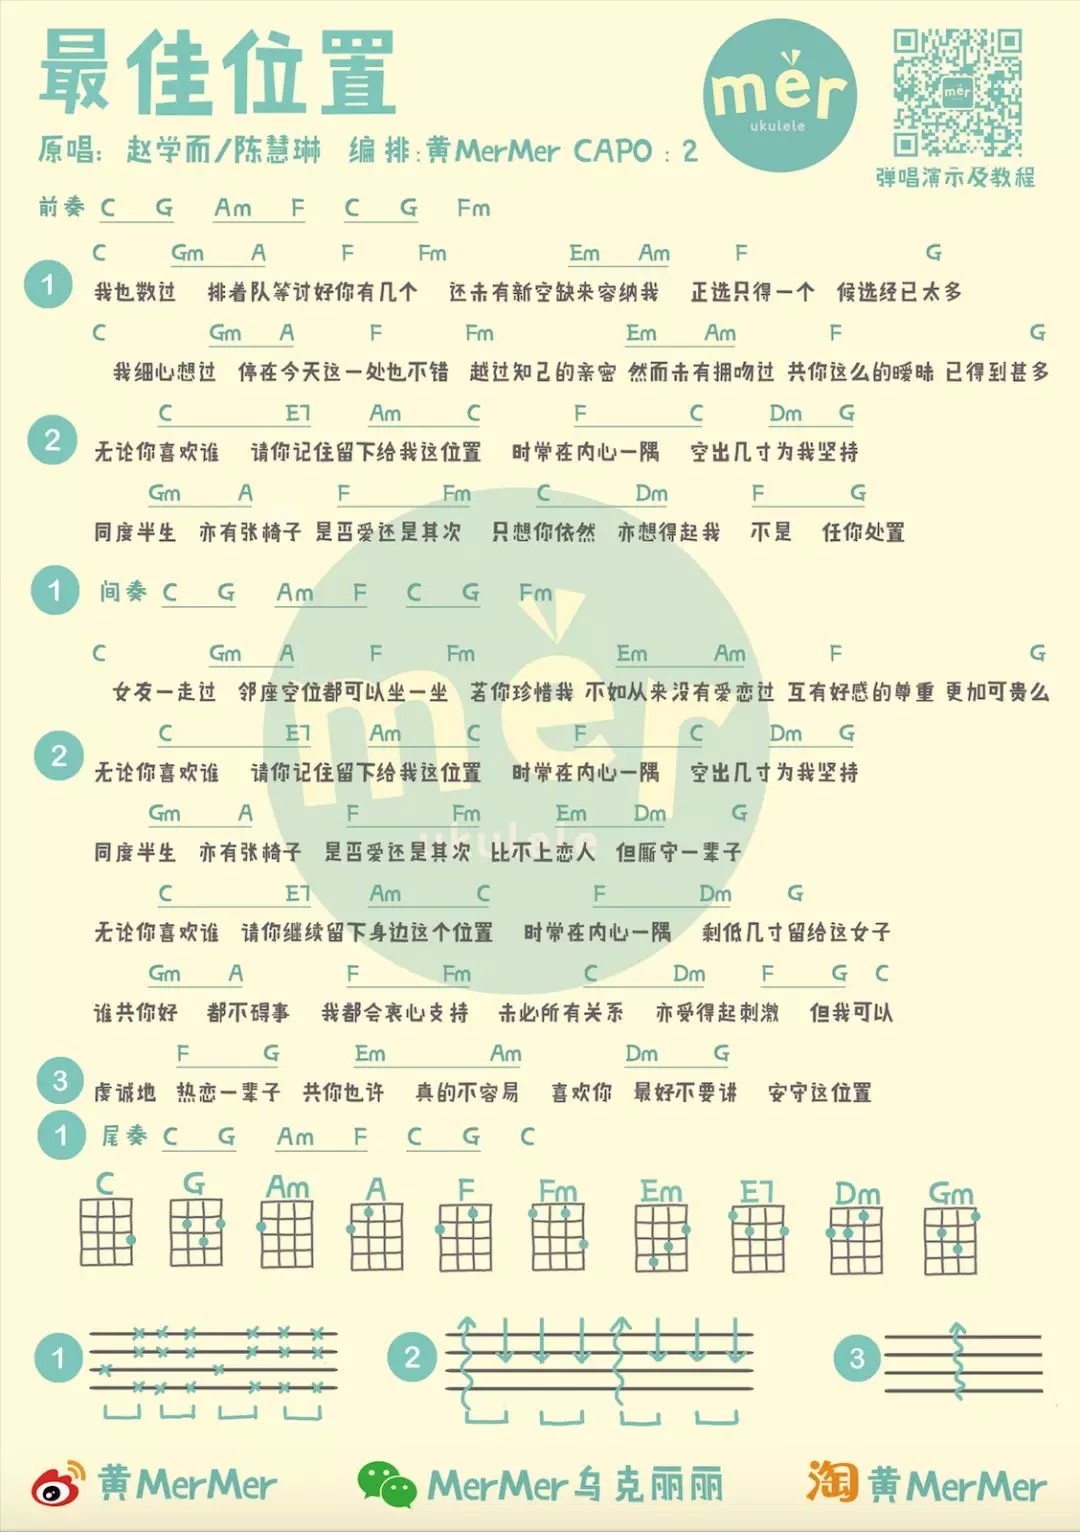 最佳位置
mer
ukulele
mer
原唱: 赵学而/陈慧琳 编排:黄MerMer CAPO : 2
弹唱演示及教程
前奏 C G Am F C G Fm
C Gm A F Fm Em Am F G
1 我也数过 排着队等讨好你有几个 还未有新空缺来容纳我 正选只得一个 候选经已太多
C Gm A F Fm Em Am F G
我细心想过 停在今天这一处也不错 越过知己的亲密 然而未有拥吻过 共你这么的暧昧 已得到甚多
C E7 Am C F C Dm G
2 无论你喜欢谁 请你记住留下给我这位置 时常在内心一隅 空出几寸为我坚持
Gm A F Fm C Dm F G
同度半生 亦有张椅子 是否爱还是其次 只想你依然 亦想得起我 不是 任你处置
1 间奏 C G Am F C G Fm
C Gm A F Fm Em Am F G
女友一走过 邻座空位都可以坐一坐 若你珍惜我 不如从来没有爱恋过 互有好感的尊重 更加可贵么
C E7 Am C F C Dm G
2 无论你喜欢谁 请你记住留下给我这位置 时常在内心一隅 空出几寸为我坚持
Gm A F Fm Em Dm G
同度半生 亦有张椅子 是否爱还是其次 比不上恋人 但厮守一辈子
mer
ukulele
C E7 Am C F Dm G
无论你喜欢谁 请你继续留下身边这个位置 时常在内心一隅 剩低几寸留给这女子
Gm A F Fm C Dm F G C
谁共你好 都不碍事 我都会衷心支持 未必所有关系 亦受得起刺激 但我可以
F G Em Am Dm G
3 虔诚地 热恋一辈子 共你也许 真的不容易 喜欢你 最好不要讲 安守这位置
1 尾奏 C G Am F C G C
C G Am A F Fm Em E7 Dm Gm
1 2 3
黄MerMer MerMer乌克丽丽 淘 黄MerMer